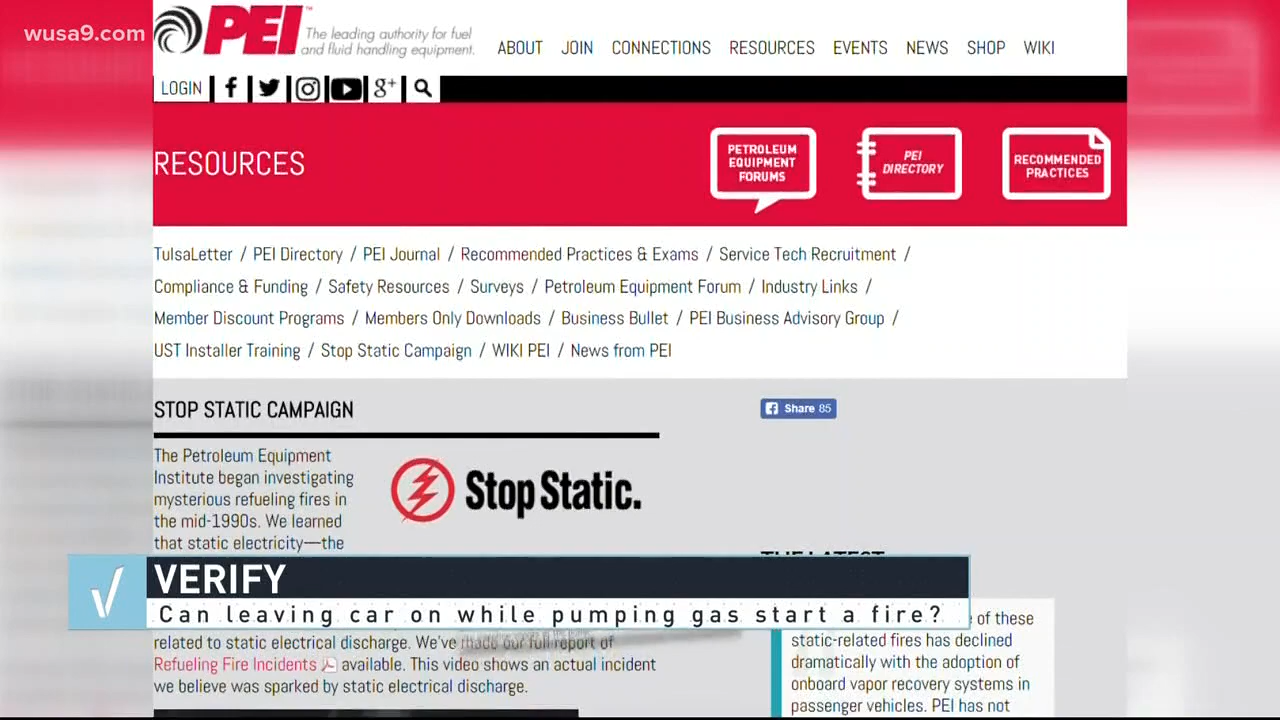 wusa9.com
PEI™
The leading authority for fuel
and fluid handling equipment.
ABOUT JOIN CONNECTIONS RESOURCES EVENTS NEWS SHOP WIKI
LOGIN
RESOURCES
PETROLEUM
EQUIPMENT
FORUMS
PEI
DIRECTORY
RECOMMENDED
PRACTICES
TulsaLetter / PEI Directory / PEI Journal / Recommended Practices & Exams / Service Tech Recruitment /
Compliance & Funding / Safety Resources / Surveys / Petroleum Equipment Forum / Industry Links /
Member Discount Programs / Members Only Downloads / Business Bullet / PEI Business Advisory Group /
UST Installer Training / Stop Static Campaign / WIKI PEI / News from PEI
STOP STATIC CAMPAIGN
Share 85
The Petroleum Equipment
Institute began investigating
mysterious refueling fires in
the mid-1990s. We learned
that static electricity—the
Stop Static.
THE LATEST
VERIFY
Can leaving car on while pumping gas start a fire?
related to static electrical discharge. We've made our full report of
Refueling Fire Incidents available. This video shows an actual incident
we believe was sparked by static electrical discharge.
of these
static-related fires has declined
dramatically with the adoption of
onboard vapor recovery systems in
passenger vehicles. PEI has not